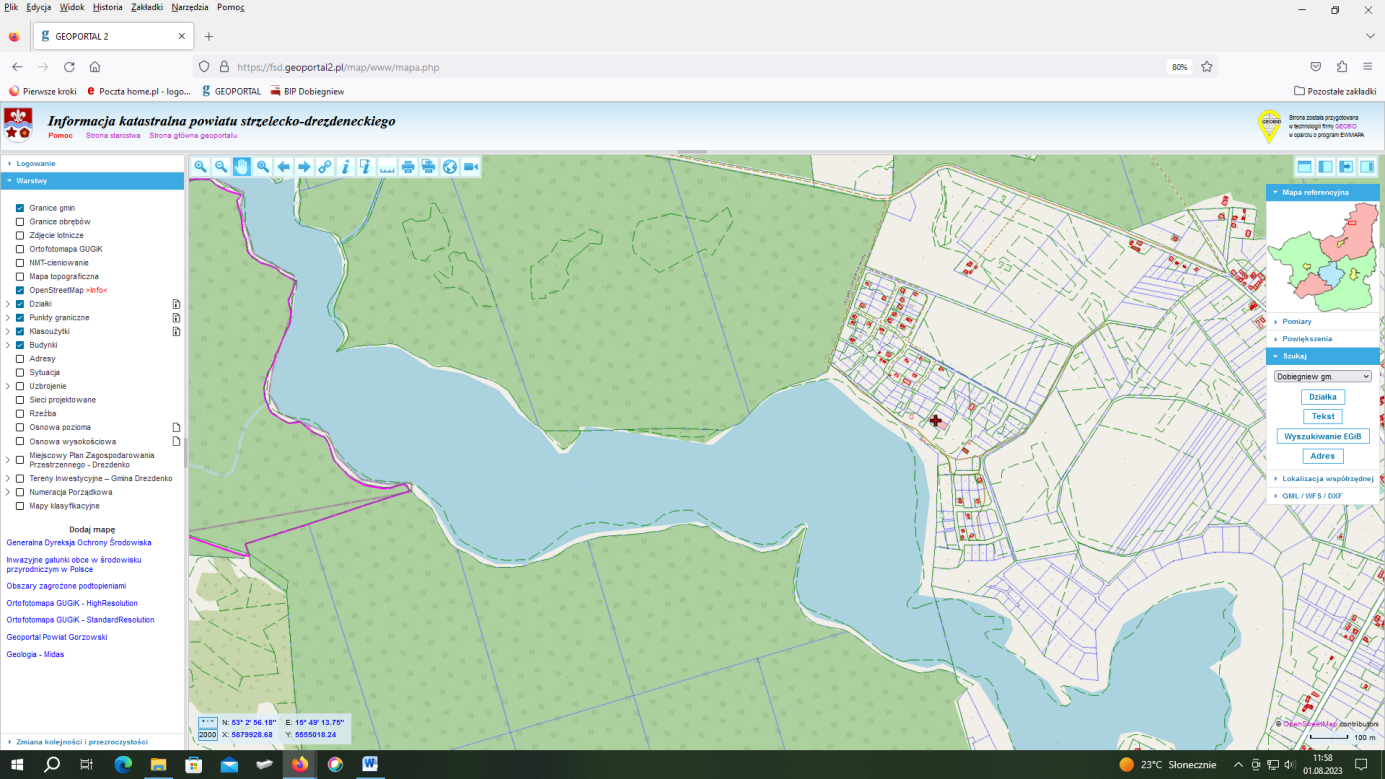 Plik Edycja Widok Historia Zakładki Narzędzia Pomoc
GEOPORTAL 2
https://fsd.geoportal2.pl/map/www/mapa.php
80%
Pierwsze kroki
Poczta home.pl - logo...
GEOPORTAL
BIP Dobiegniew
Pozostałe zakładki
Informacja katastralna powiatu strzelecko-drezdeneckiego
Pomoc Strona starostwa Strona główna geoportalu
GEOBID
Strona została przygotowana
w technologii firmy GEOBID
w oparciu o program EWMAPA
Logowanie
Warstwy
Granice gmin
Granice obrębów
Zdjęcie lotnicze
Ortofotomapa GUGiK
NMT-cieniowanie
Mapa topograficzna
OpenStreetMap >Info<
Działki
Punkty graniczne
Klasoużytki
Budynki
Adresy
Sytuacja
Uzbrojenie
Sieci projektowane
Rzeźba
Osnowa pozioma
Osnowa wysokościowa
Miejscowy Plan Zagospodarowania
Przestrzennego - Drezdenko
Tereny Inwestycyjne – Gmina Drezdenko
Numeracja Porządkowa
Mapy klasyfikacyjne
Dodaj mapę
Generalna Dyreksja Ochrony Środowiska
Inwazyjne gatunki obce w środowisku
przyrodniczym w Polsce
Obszary zagrożone podtopieniami
Ortofotomapa GUGiK - HighResolution
Ortofotomapa GUGiK - StandardResolution
Geoportal Powiat Gorzowski
Geologia - Midas
Zmiana kolejności i przezroczystości
Mapa referencyjna
Pomiary
Powiększenia
Szukaj
Dobiegniew gm.
Działka
Tekst
Wyszukiwanie EGiB
Adres
Lokalizacja współrzędnej
GML / WFS / DXF
N: 53° 2' 56.18" E: 15° 49' 13.75"
2000 X: 5879928.68 Y: 5555018.24
© OpenStreetMap contributors
100 m
23°C Słonecznie
11:58
01.08.2023